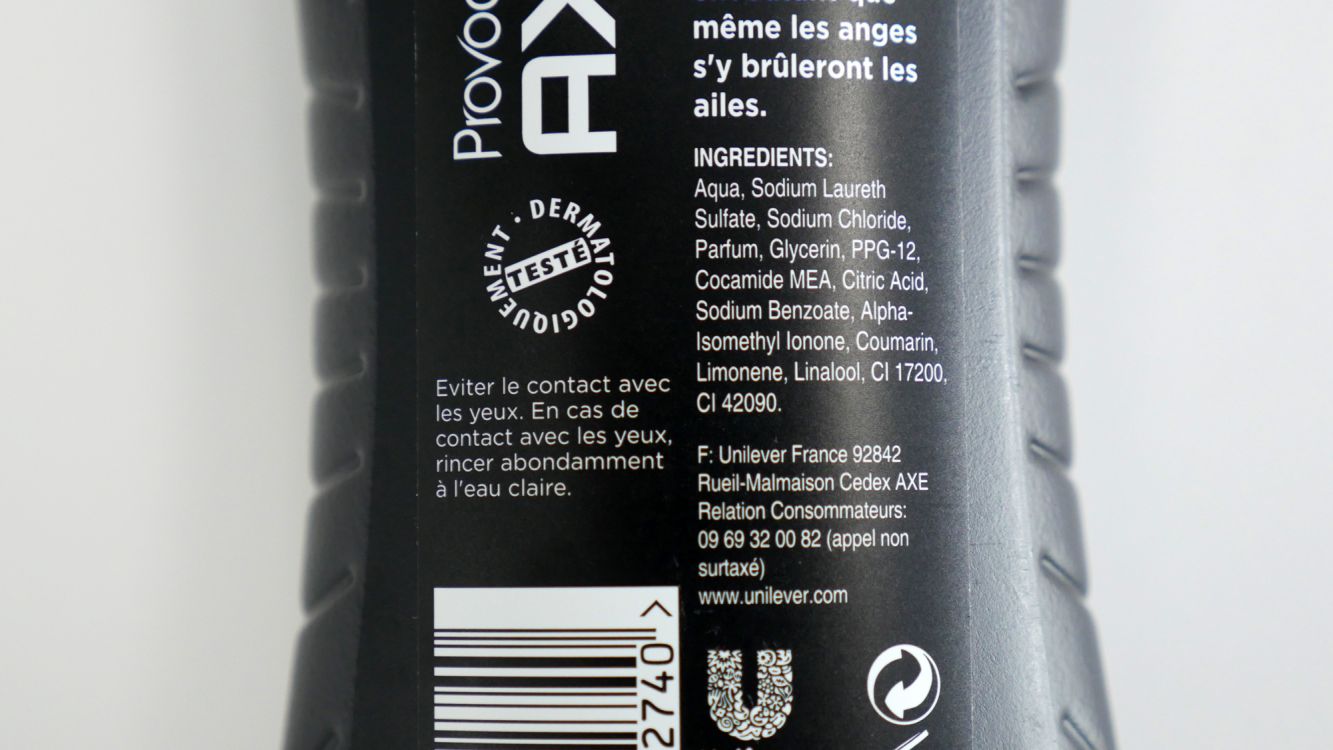 Provoc
AX
même les anges
s'y brûleront les
ailes.
INGREDIENTS:
Aqua, Sodium Laureth
Sulfate, Sodium Chloride,
Parfum, Glycerin, PPG-12,
Cocamide MEA, Citric Acid,
Sodium Benzoate, Alpha-
Isomethyl Ionone, Coumarin,
Limonene, Linalool, CI 17200,
CI 42090.
F: Unilever France 92842
Rueil-Malmaison Cedex AXE
Relation Consommateurs:
09 69 32 00 82 (appel non
surtaxé)
www.unilever.com
DERMATOLOGIQUEMENT ·
TESTÉ
Eviter le contact avec
les yeux. En cas de
contact avec les yeux,
rincer abondamment
à l'eau claire.
2740 >